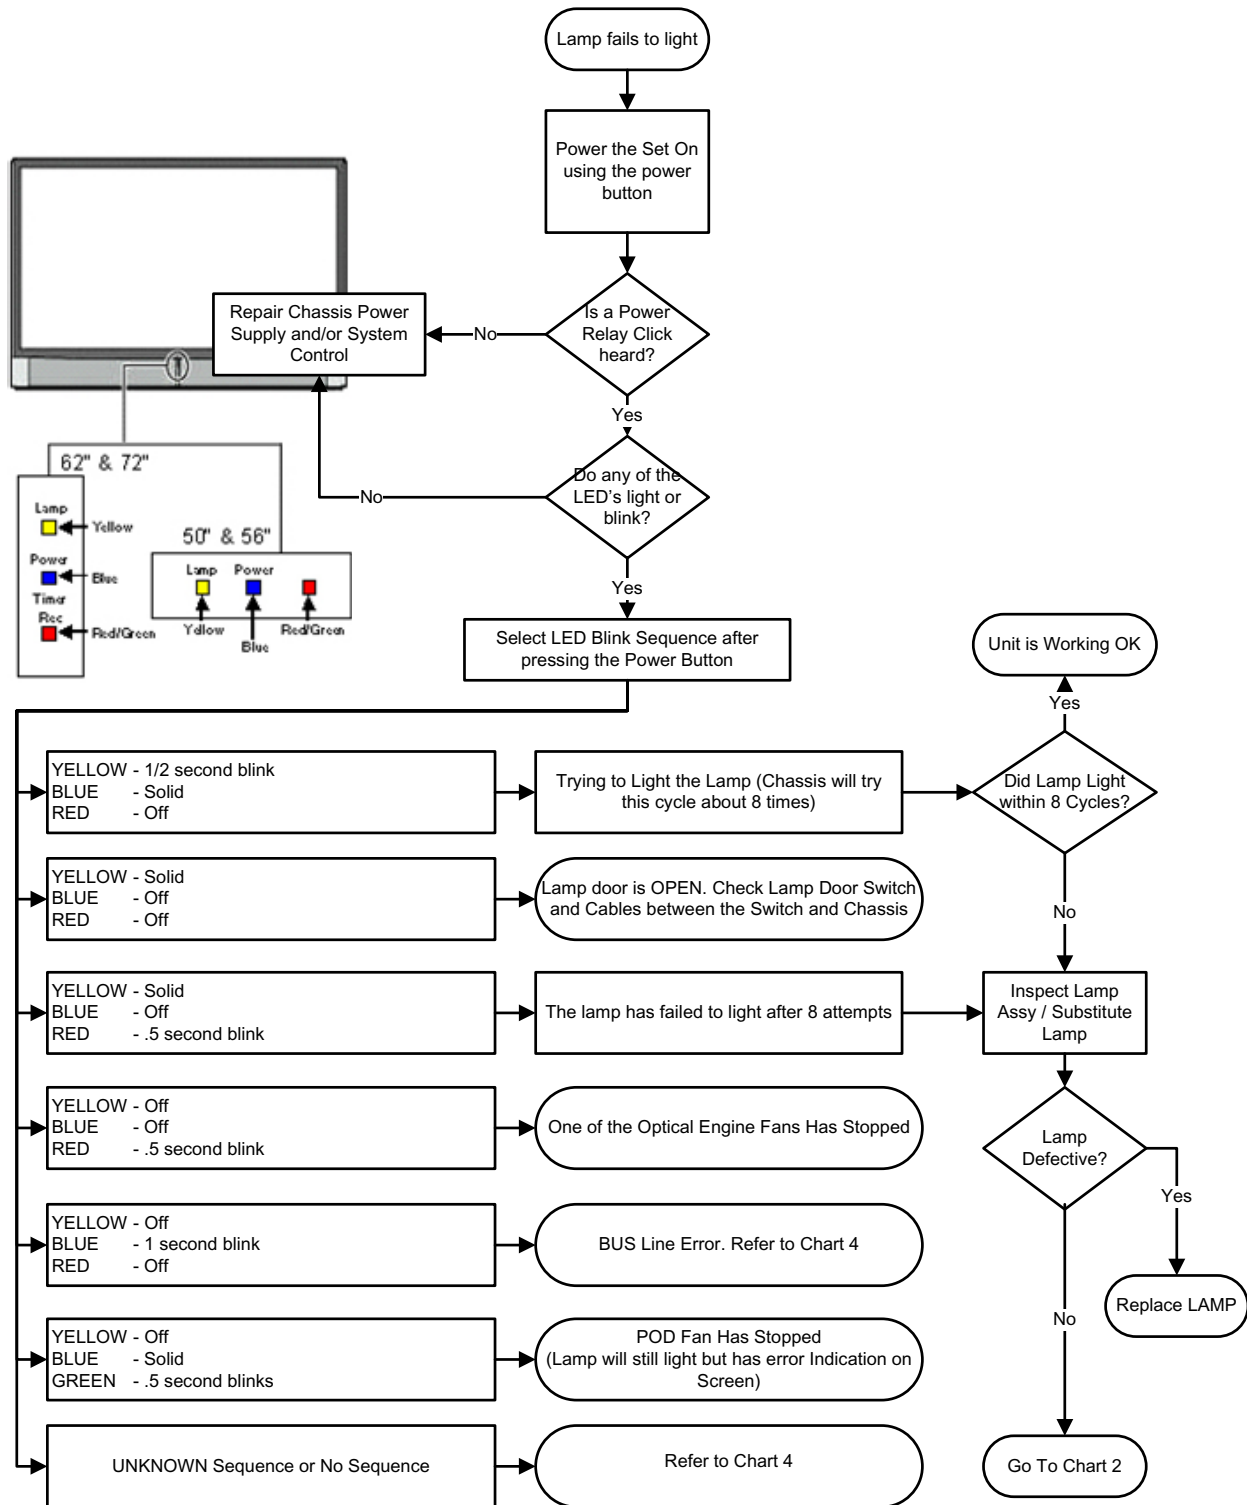 Lamp fails to light
Power the Set On
using the power
button
Is a Power
Relay Click
heard?
No
Repair Chassis Power
Supply and/or System
Control
Yes
Do any of the
LED's light or
blink?
No
Yes
62" & 72"
Lamp
Yellow
Power
Blue
Timer
Rec
Red/Green
50" & 56"
Lamp Power
Yellow
Blue
Red/Green
Select LED Blink Sequence after
pressing the Power Button
Unit is Working OK
Yes
YELLOW - 1/2 second blink
BLUE - Solid
RED - Off
Trying to Light the Lamp (Chassis will try
this cycle about 8 times)
Did Lamp Light
within 8 Cycles?
No
YELLOW - Solid
BLUE - Off
RED - Off
Lamp door is OPEN. Check Lamp Door Switch
and Cables between the Switch and Chassis
YELLOW - Solid
BLUE - Off
RED - .5 second blink
The lamp has failed to light after 8 attempts
Inspect Lamp
Assy / Substitute
Lamp
YELLOW - Off
BLUE - Off
RED - .5 second blink
One of the Optical Engine Fans Has Stopped
Lamp
Defective?
Yes
Replace LAMP
No
YELLOW - Off
BLUE - 1 second blink
RED - Off
BUS Line Error. Refer to Chart 4
YELLOW - Off
BLUE - Solid
GREEN - .5 second blinks
POD Fan Has Stopped
(Lamp will still light but has error Indication on
Screen)
UNKNOWN Sequence or No Sequence
Refer to Chart 4
Go To Chart 2